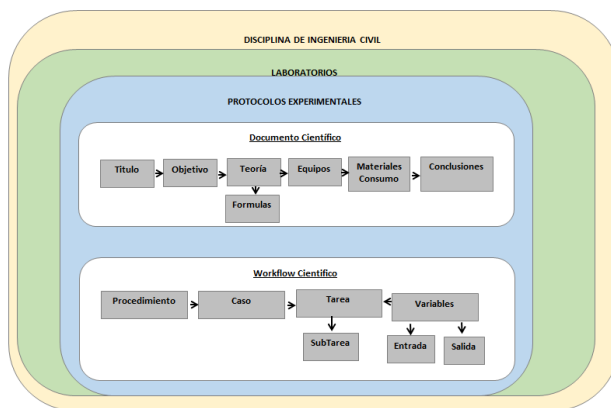 DISCIPLINA DE INGENIERIA CIVIL
LABORATORIOS
PROTOCOLOS EXPERIMENTALES
Documento Científico
Titulo
Objetivo
Teoría
Equipos
Materiales
Consumo
Conclusiones
Formulas
Workflow Cientifico
Procedimiento
Caso
Tarea
Variables
SubTarea
Entrada
Salida